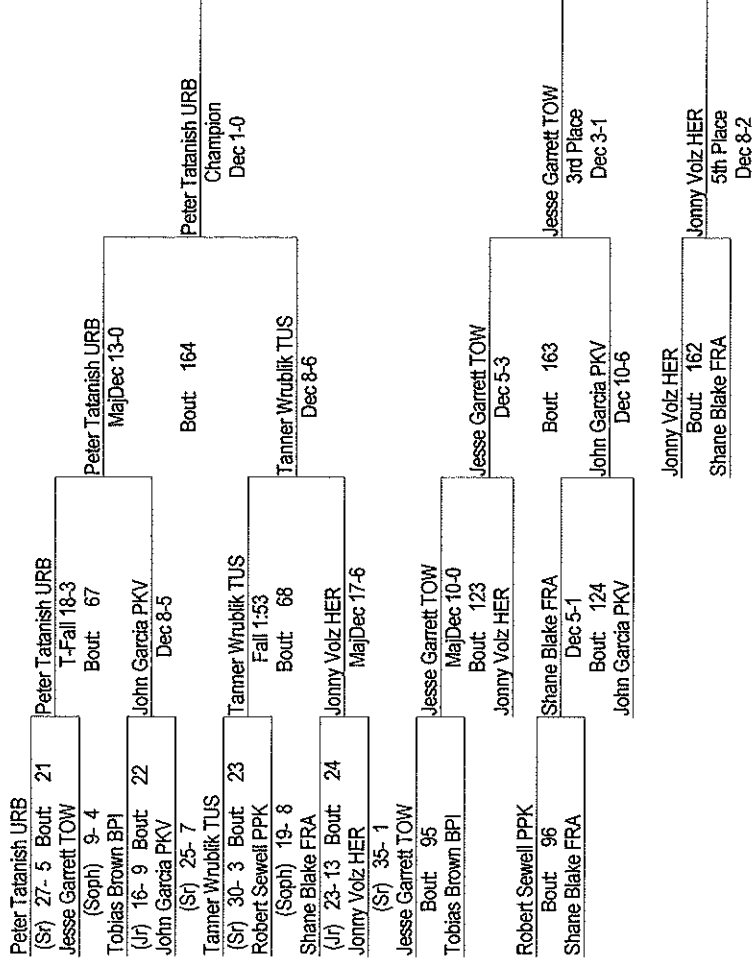 Peter Tatanish URB
(Sr) 27- 5 Bout: 21
Jesse Garrett TOW
(Soph) 9- 4
Tobias Brown BPI
(Jr) 16- 9 Bout: 22
John Garcia PKV
(Sr) 25- 7
Tanner Wrublik TUS
(Sr) 30- 3 Bout: 23
Robert Sewell PPK
(Soph) 19- 8
Shane Blake FRA
(Jr) 23-13 Bout: 24
Jonny Volz HER
(Sr) 35- 1
Jesse Garrett TOW
Bout: 95
Tobias Brown BPI
Robert Sewell PPK
Bout: 96
Shane Blake FRA
Peter Tatanish URB
T-Fall 18-3
Bout: 67
John Garcia PKV
Dec 8-5
Tanner Wrublik TUS
Fall 1:53
Bout: 68
Jonny Volz HER
MajDec 17-6
Jesse Garrett TOW
MajDec 10-0
Bout: 123
Jonny Volz HER
Shane Blake FRA
Dec 5-1
Bout: 124
John Garcia PKV
Peter Tatanish URB
MajDec 13-0
Bout: 164
Tanner Wrublik TUS
Dec 8-6
Jesse Garrett TOW
Dec 5-3
Bout: 163
John Garcia PKV
Dec 10-6
Jonny Volz HER
Bout: 162
Shane Blake FRA
Peter Tatanish URB
Champion
Dec 1-0
Jesse Garrett TOW
3rd Place
Dec 3-1
Jonny Volz HER
5th Place
Dec 8-2